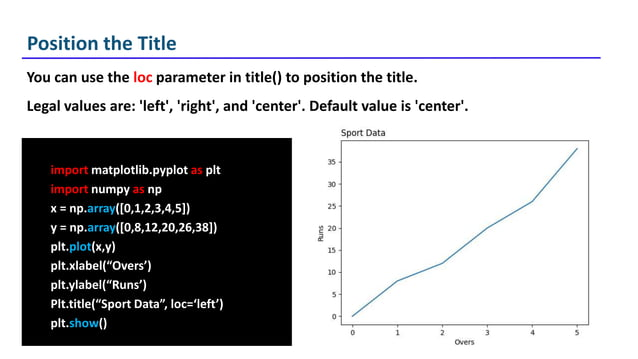 Position the Title
You can use the loc parameter in title() to position the title.
Legal values are: 'left', 'right', and 'center'. Default value is 'center'.
import matplotlib.pyplot as plt
import numpy as np
x = np.array([0,1,2,3,4,5])
y = np.array([0,8,12,20,26,38])
plt.plot(x,y)
plt.xlabel(“Overs’)
plt.ylabel(“Runs’)
Plt.title(“Sport Data”, loc=‘left’)
plt.show()
Sport Data
35
30
25
20
15
10
5
0
Runs
0 1 2 3 4 5
Overs